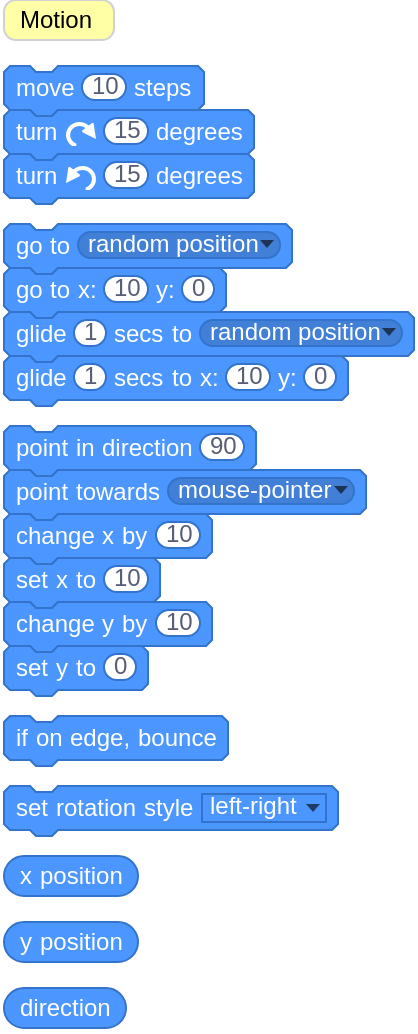 Motion
move 10 steps
turn 15 degrees
turn 15 degrees
go to random position
go to x: 10 y: 0
glide 1 secs to random position
glide 1 secs to x: 10 y: 0
point in direction 90
point towards mouse-pointer
change x by 10
set x to 10
change y by 10
set y to 0
if on edge, bounce
set rotation style left-right
x position
y position
direction